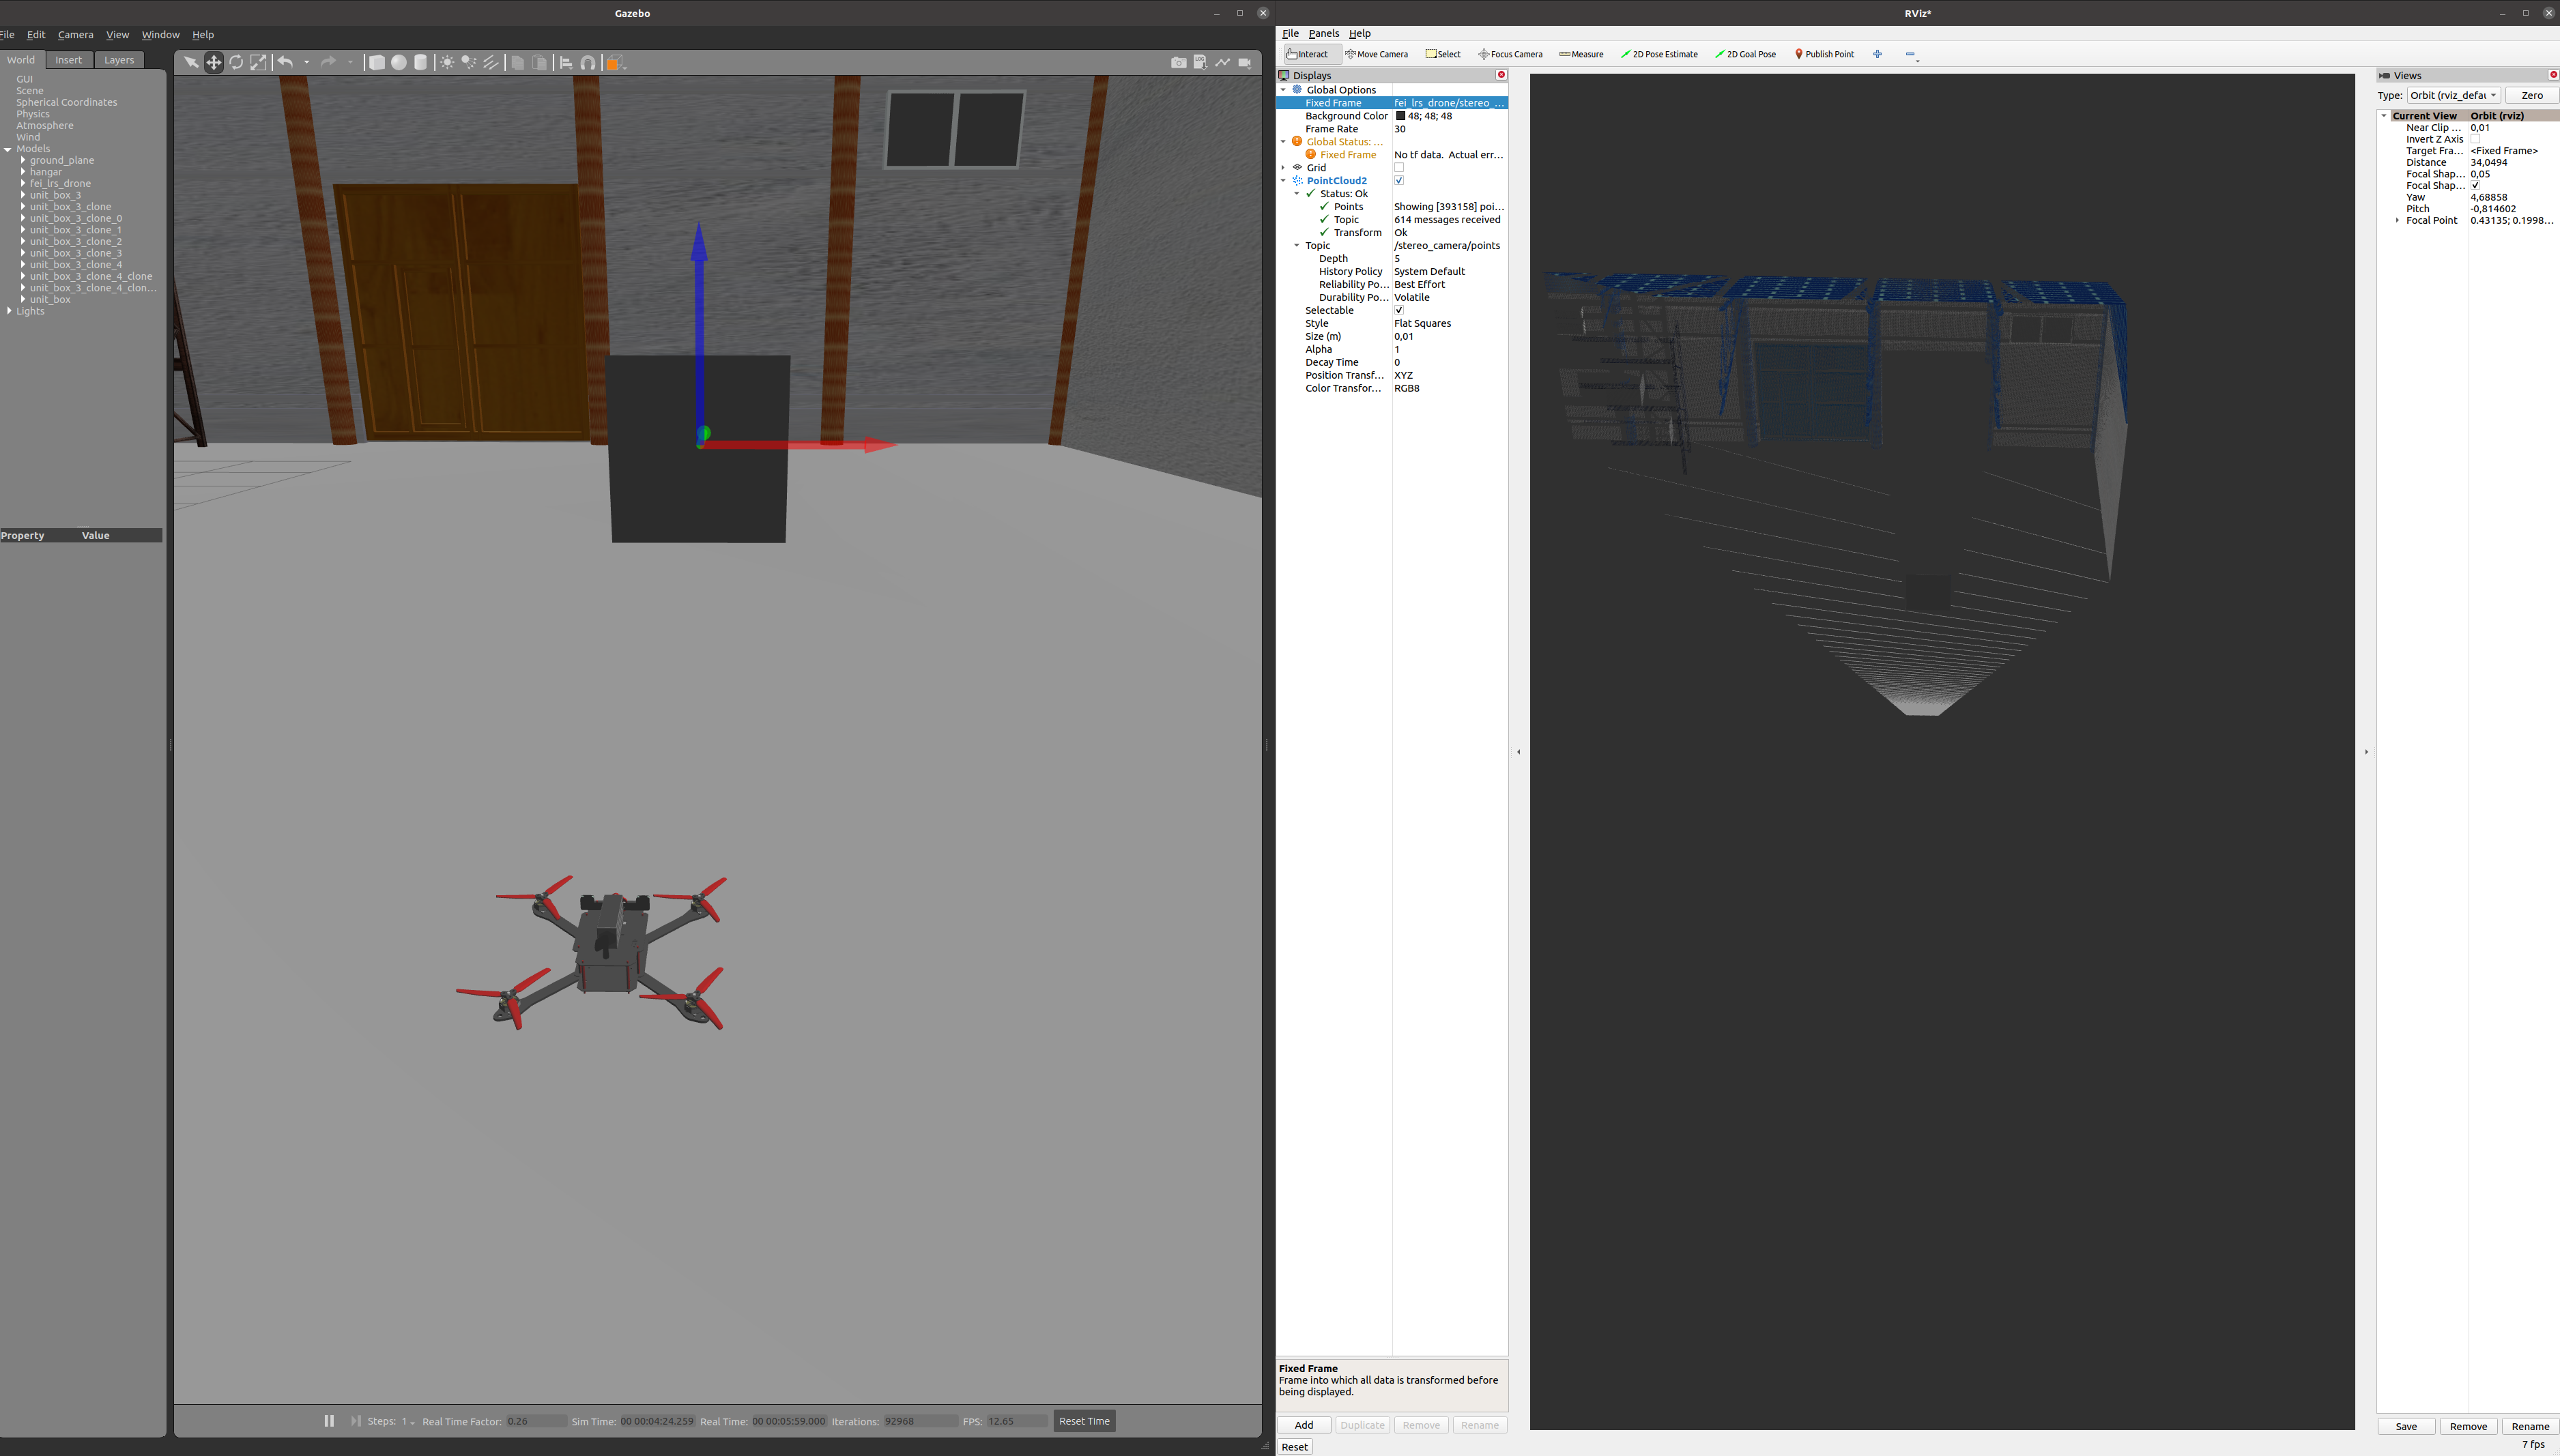 Gazebo
File Edit Camera View Window Help
World Insert Layers
GUI
Scene
Spherical Coordinates
Physics
Atmosphere
Wind
Models
ground_plane
hangar
fei_lrs_drone
unit_box_3
unit_box_3_clone
unit_box_3_clone_0
unit_box_3_clone_1
unit_box_3_clone_2
unit_box_3_clone_3
unit_box_3_clone_4
unit_box_3_clone_4_clone
unit_box_3_clone_4_clon...
unit_box
Lights
Property Value
Steps: 1 Real Time Factor: 0.26 Sim Time: 00 00:04:24.259 Real Time: 00 00:05:59.000 Iterations: 92968 FPS: 12.65 Reset Time
RViz*
File Panels Help
Interact Move Camera Select Focus Camera Measure 2D Pose Estimate 2D Goal Pose Publish Point
Displays
Global Options
Fixed Frame fei_lrs_drone/stereo_...
Background Color 48; 48; 48
Frame Rate 30
Global Status: ...
Fixed Frame No tf data. Actual err...
Grid
PointCloud2
Status: Ok
Points Showing [393158] poi...
Topic 614 messages received
Transform Ok
Topic /stereo_camera/points
Depth 5
History Policy System Default
Reliability Po... Best Effort
Durability Po... Volatile
Selectable
Style Flat Squares
Size (m) 0,01
Alpha 1
Decay Time 0
Position Transf... XYZ
Color Transfor... RGB8
Fixed Frame
Frame into which all data is transformed before
being displayed.
Add Duplicate Remove Rename
Reset
Views
Type: Orbit (rviz_defau Zero
Current View Orbit (rviz)
Near Clip ... 0,01
Invert Z Axis
Target Fra... <Fixed Frame>
Distance 34,0494
Focal Shap... 0,05
Focal Shap...
Yaw 4,68858
Pitch -0,814602
Focal Point 0.43135; 0.1998...
Save Remove Rename
7 fps